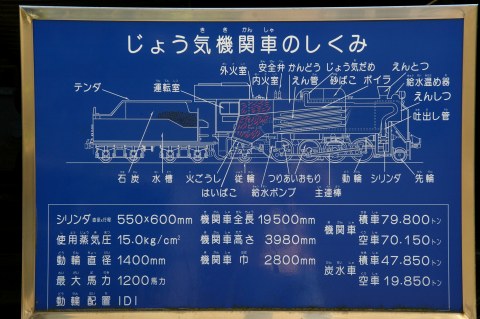 じょう気機関車のしくみ
外火室 安全弁 かんどう じょう気だめ えんとつ
テンダ 運転室 内火室 えん管 砂ばこ ボイラ 給水温め器
えんしつ
吐出し管
石炭 水槽 火ごうし 従輪 つりあいおもり 動輪 シリンダ 先輪
はいばこ 給水ポンプ 主連棒
シリンダ 550×600mm 機関車全長 19500mm 機関車 積車 79.800トン
使用蒸気圧 15.0kg/cm² 機関車高さ 3980mm 空車 70.150トン
動輪直径 1400mm 機関車巾 2800mm 炭水車 積車 47.850トン
最大馬力 1200馬力 空車 19.850トン
動輪配置 1D1